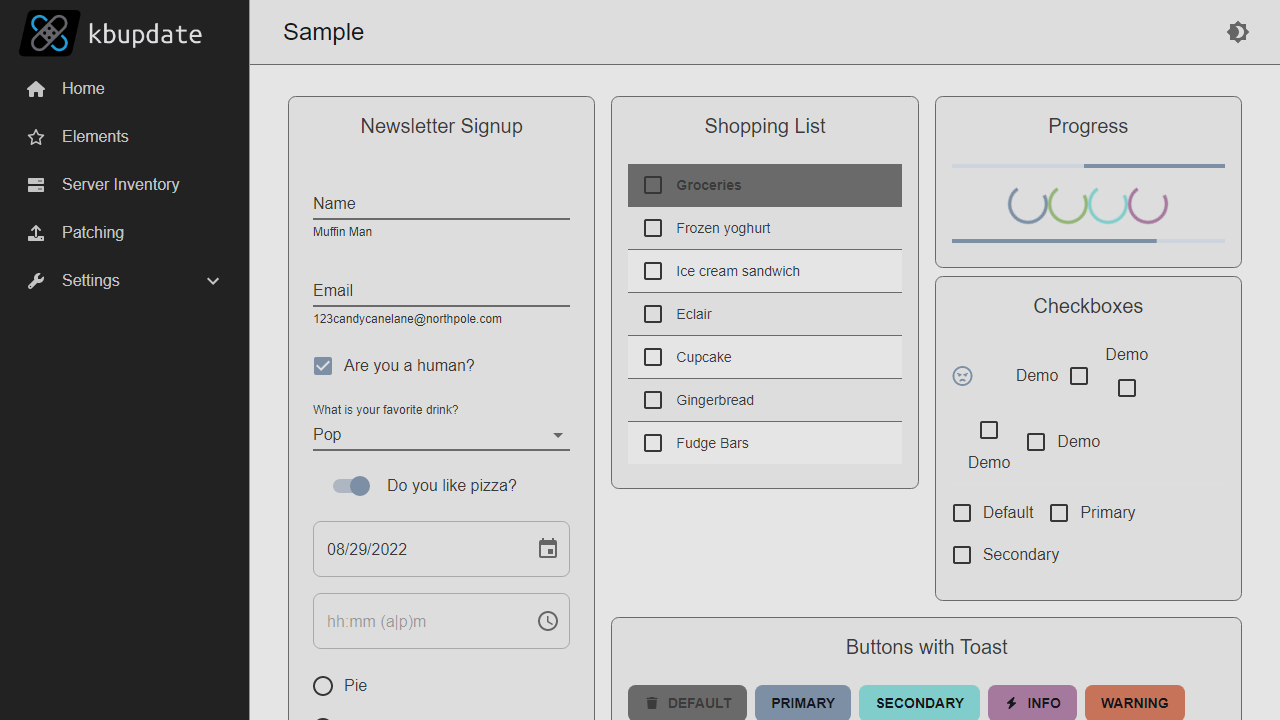 kbupdate
Home
Elements
Server Inventory
Patching
Settings
Sample
Newsletter Signup
Name
Muffin Man
Email
123candycanelane@northpole.com
Are you a human?
What is your favorite drink?
Pop
Do you like pizza?
08/29/2022
hh:mm (a|p)m
Pie
Shopping List
Groceries
Frozen yoghurt
Ice cream sandwich
Eclair
Cupcake
Gingerbread
Fudge Bars
Progress
Checkboxes
Demo
Demo
Demo
Demo
Default
Primary
Secondary
Buttons with Toast
DEFAULT
PRIMARY
SECONDARY
INFO
WARNING